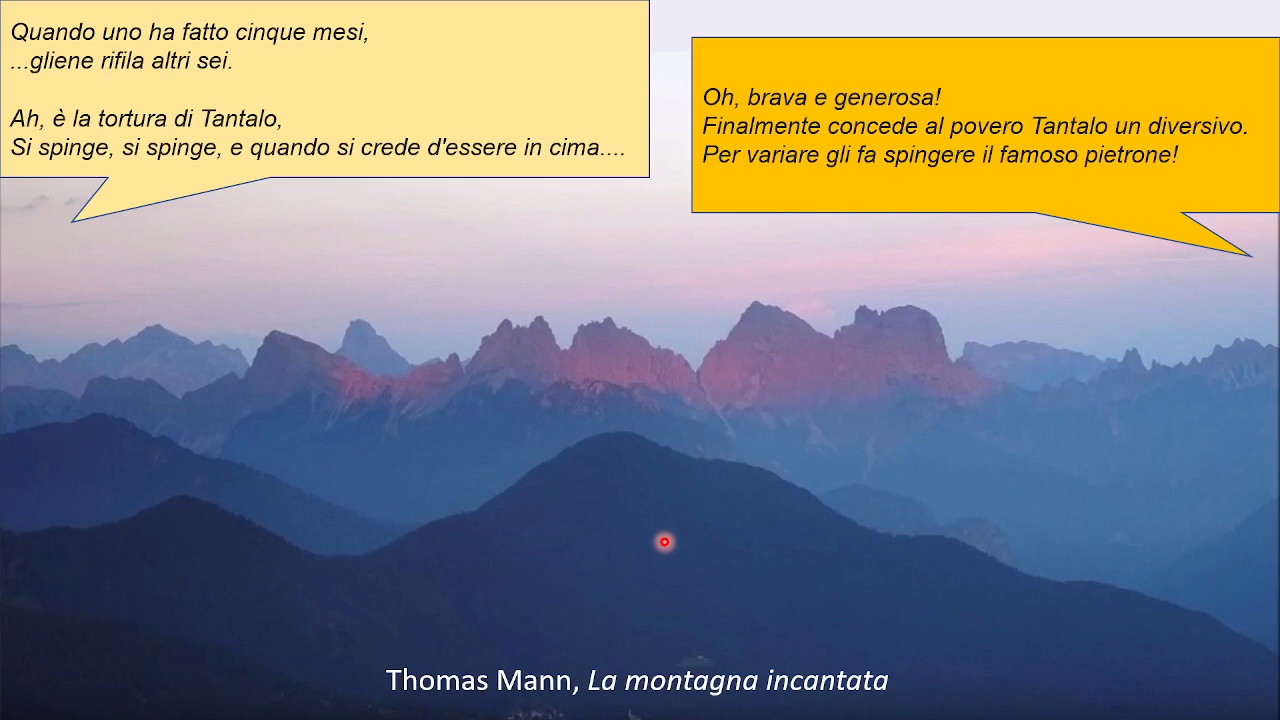 Quando uno ha fatto cinque mesi,
...gliene rifila altri sei.
Ah, è la tortura di Tantalo,
Si spinge, si spinge, e quando si crede d'essere in cima....
Oh, brava e generosa!
Finalmente concede al povero Tantalo un diversivo.
Per variare gli fa spingere il famoso pietrone!
Thomas Mann, La montagna incantata